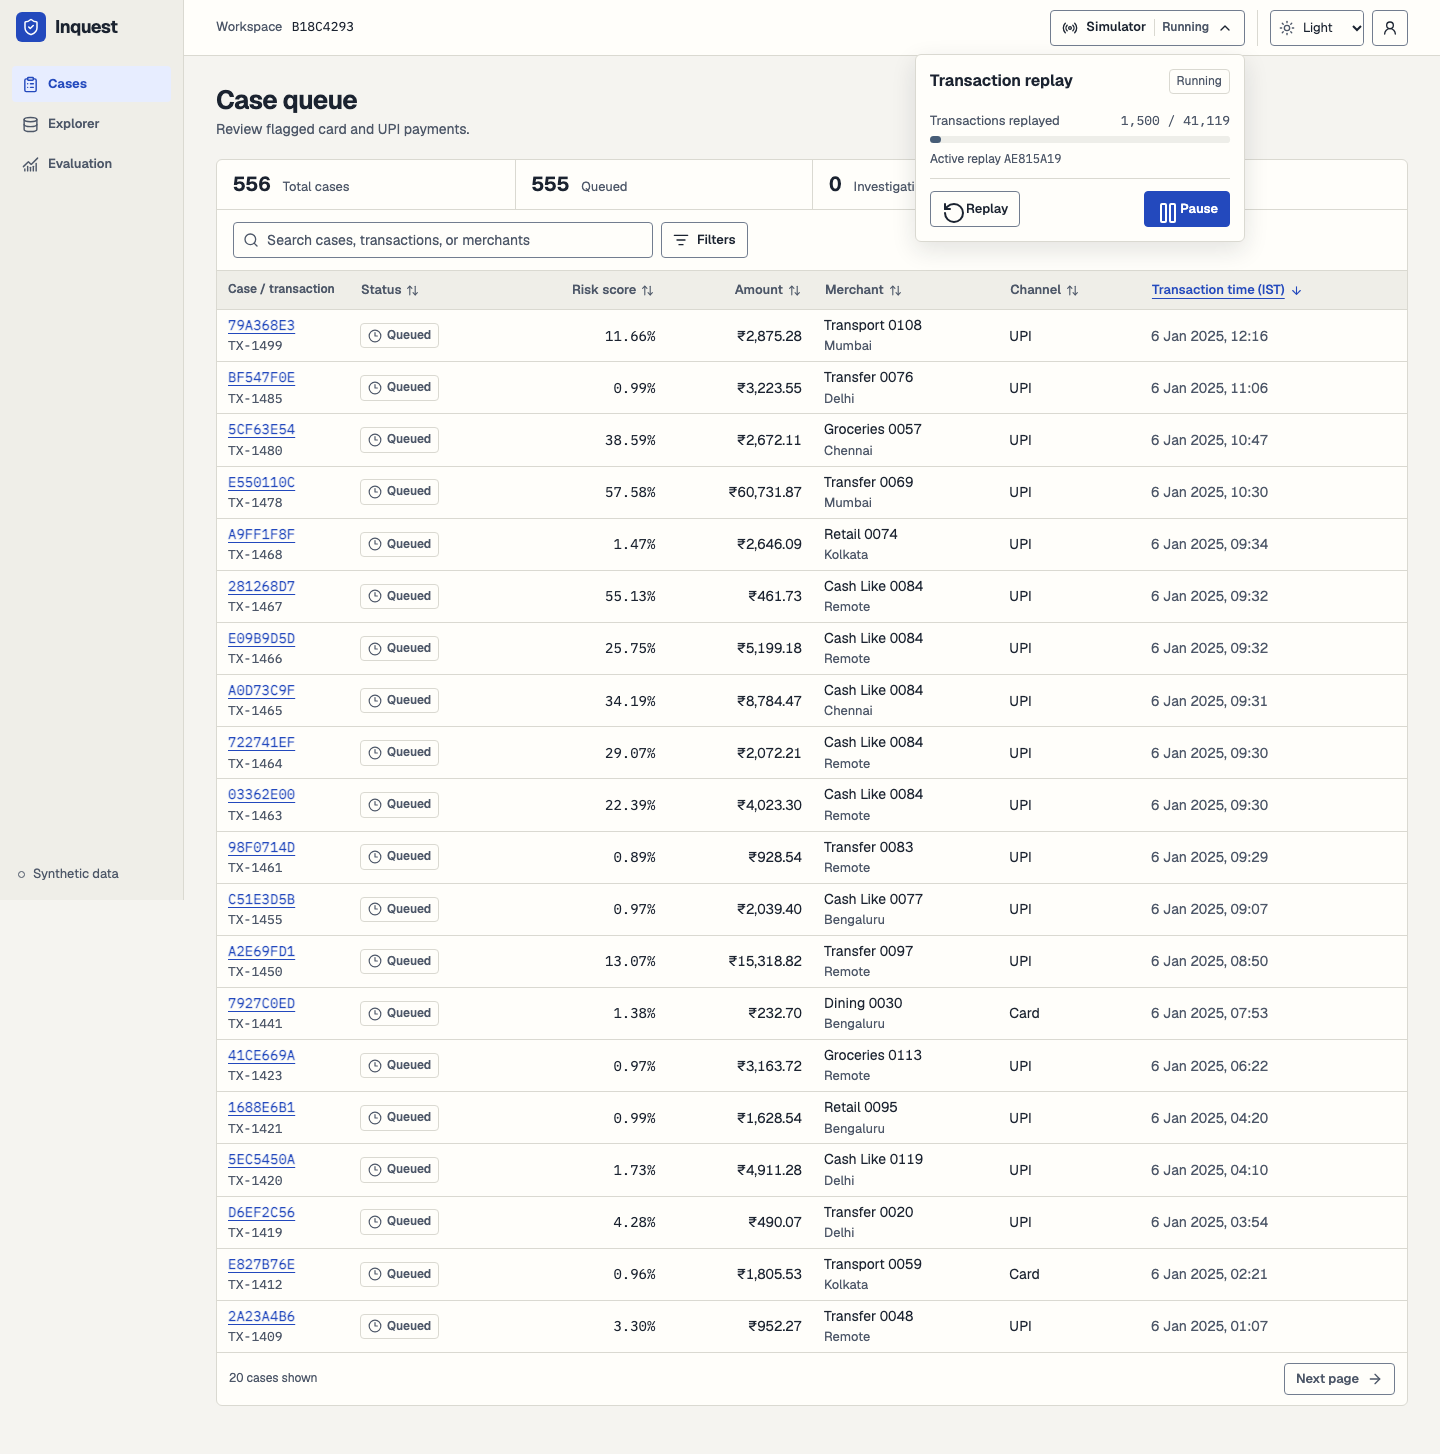 Inquest
Workspace B18C4293
Simulator Running
Light
Cases
Explorer
Evaluation
Synthetic data
Transaction replay
Running
Transactions replayed 1,500 / 41,119
Active replay AE815A19
Replay
Pause
Case queue
Review flagged card and UPI payments.
556 Total cases
555 Queued
0 Investigati
Search cases, transactions, or merchants
Filters
Case / transaction Status Risk score Amount Merchant Channel Transaction time (IST)
79A368E3 Queued 11.66% ₹2,875.28 Transport 0108 UPI 6 Jan 2025, 12:16
TX-1499 Mumbai
BF547F0E Queued 0.99% ₹3,223.55 Transfer 0076 UPI 6 Jan 2025, 11:06
TX-1485 Delhi
5CF63E54 Queued 38.59% ₹2,672.11 Groceries 0057 UPI 6 Jan 2025, 10:47
TX-1480 Chennai
E550110C Queued 57.58% ₹60,731.87 Transfer 0069 UPI 6 Jan 2025, 10:30
TX-1478 Mumbai
A9FF1F8F Queued 1.47% ₹2,646.09 Retail 0074 UPI 6 Jan 2025, 09:34
TX-1468 Kolkata
281268D7 Queued 55.13% ₹461.73 Cash Like 0084 UPI 6 Jan 2025, 09:32
TX-1467 Remote
E09B9D5D Queued 25.75% ₹5,199.18 Cash Like 0084 UPI 6 Jan 2025, 09:32
TX-1466 Remote
A0D73C9F Queued 34.19% ₹8,784.47 Cash Like 0084 UPI 6 Jan 2025, 09:31
TX-1465 Chennai
722741EF Queued 29.07% ₹2,072.21 Cash Like 0084 UPI 6 Jan 2025, 09:30
TX-1464 Remote
03362E00 Queued 22.39% ₹4,023.30 Cash Like 0084 UPI 6 Jan 2025, 09:30
TX-1463 Remote
98F0714D Queued 0.89% ₹928.54 Transfer 0083 UPI 6 Jan 2025, 09:29
TX-1461 Remote
C51E3D5B Queued 0.97% ₹2,039.40 Cash Like 0077 UPI 6 Jan 2025, 09:07
TX-1455 Bengaluru
A2E69FD1 Queued 13.07% ₹15,318.82 Transfer 0097 UPI 6 Jan 2025, 08:50
TX-1450 Remote
7927C0ED Queued 1.38% ₹232.70 Dining 0030 Card 6 Jan 2025, 07:53
TX-1441 Bengaluru
41CE669A Queued 0.97% ₹3,163.72 Groceries 0113 UPI 6 Jan 2025, 06:22
TX-1423 Remote
1688E6B1 Queued 0.99% ₹1,628.54 Retail 0095 UPI 6 Jan 2025, 04:20
TX-1421 Bengaluru
5EC5450A Queued 1.73% ₹4,911.28 Cash Like 0119 UPI 6 Jan 2025, 04:10
TX-1420 Delhi
D6EF2C56 Queued 4.28% ₹490.07 Transfer 0020 UPI 6 Jan 2025, 03:54
TX-1419 Delhi
E827B76E Queued 0.96% ₹1,805.53 Transport 0059 Card 6 Jan 2025, 02:21
TX-1412 Kolkata
2A23A4B6 Queued 3.30% ₹952.27 Transfer 0048 UPI 6 Jan 2025, 01:07
TX-1409 Remote
20 cases shown
Next page